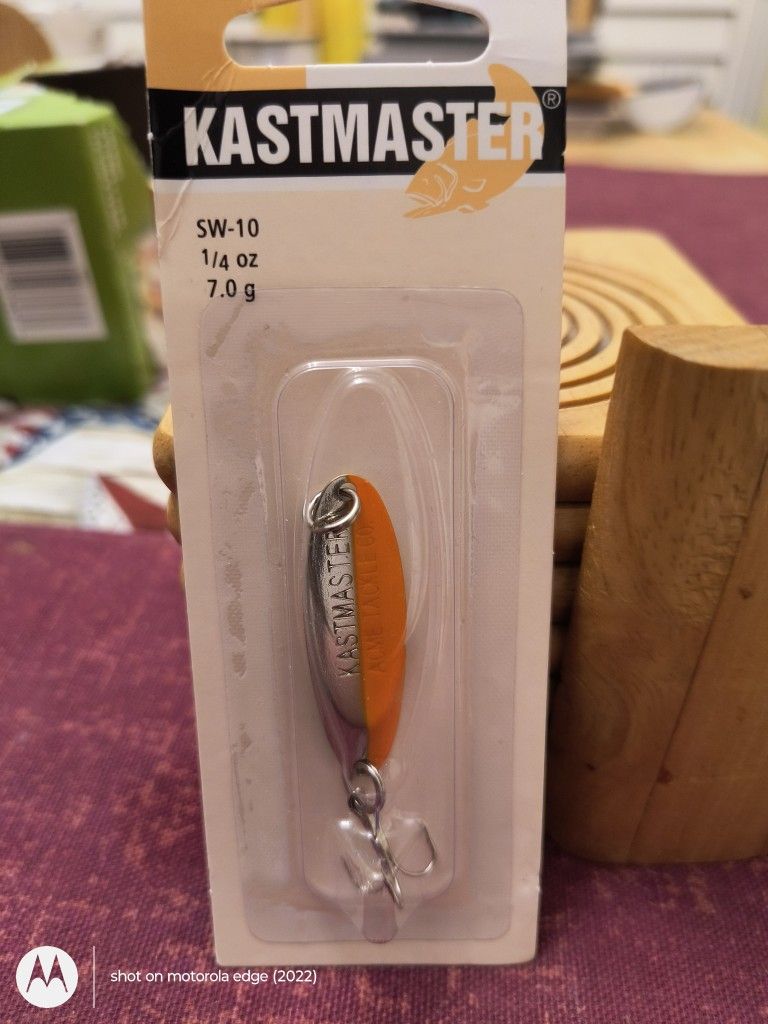 KASTMASTER®
SW-10
1/4 oz
7.0 g
KASTMASTER
ACME TACKLE CO.
shot on motorola edge (2022)